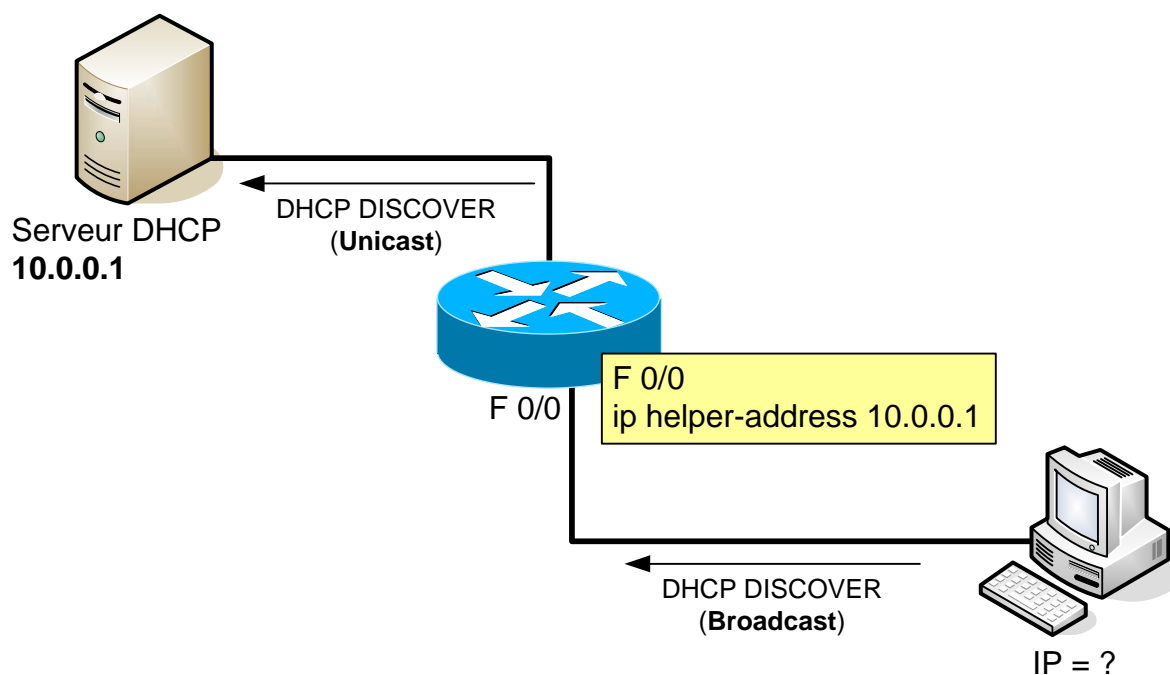 DHCP DISCOVER
(Unicast)
Serveur DHCP
10.0.0.1
F 0/0
F 0/0
ip helper-address 10.0.0.1
DHCP DISCOVER
(Broadcast)
IP = ?